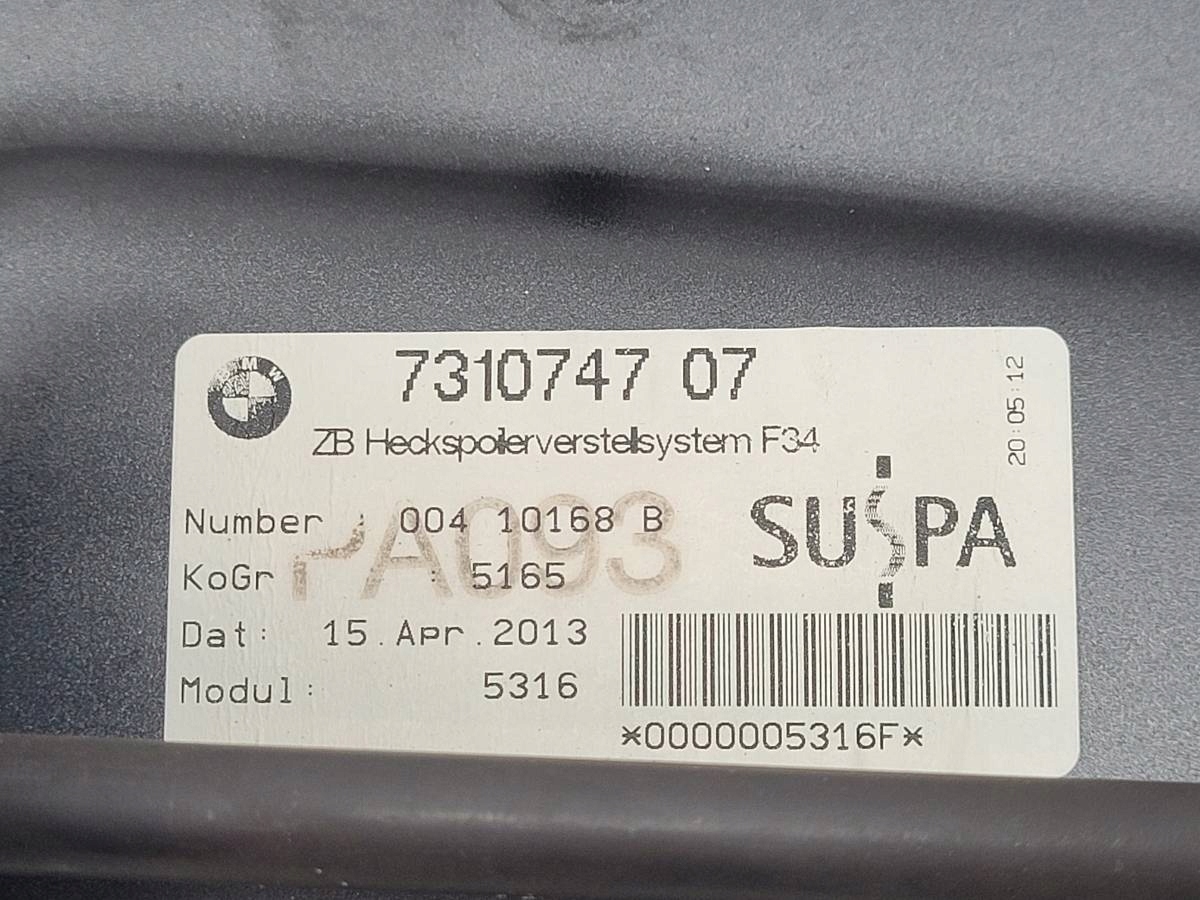 BMW
7310747 07
20:05:12
ZB Heckspoilerverstellsystem F34
SUSPA
Number : 004 10168 B
PA093
KoGr : 5165
Dat: 15.Apr.2013
Modul: 5316
*0000005316F*